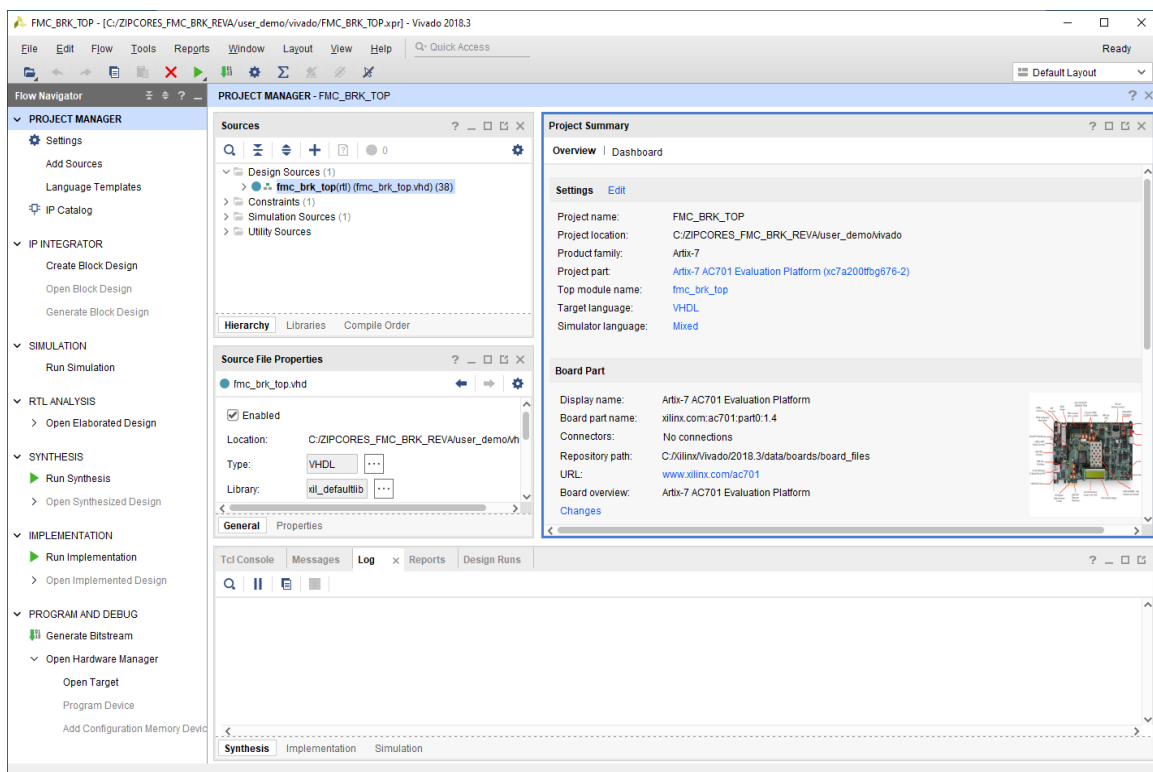 FMC_BRK_TOP - [C:/ZIPCORES_FMC_BRK_REVA/user_demo/vivado/FMC_BRK_TOP.xpr] - Vivado 2018.3
File Edit Flow Tools Reports Window Layout View Help Quick Access Ready
Default Layout
Flow Navigator
PROJECT MANAGER
Settings
Add Sources
Language Templates
IP Catalog
IP INTEGRATOR
Create Block Design
Open Block Design
Generate Block Design
SIMULATION
Run Simulation
RTL ANALYSIS
Open Elaborated Design
SYNTHESIS
Run Synthesis
Open Synthesized Design
IMPLEMENTATION
Run Implementation
Open Implemented Design
PROGRAM AND DEBUG
Generate Bitstream
Open Hardware Manager
Open Target
Program Device
Add Configuration Memory Devic
PROJECT MANAGER - FMC_BRK_TOP
Sources
0
Design Sources (1)
fmc_brk_top(rtl) (fmc_brk_top.vhd) (38)
Constraints (1)
Simulation Sources (1)
Utility Sources
Hierarchy Libraries Compile Order
Source File Properties
fmc_brk_top.vhd
Enabled
Location: C:/ZIPCORES_FMC_BRK_REVA/user_demo/vh
Type: VHDL ...
Library: xil_defaultlib ...
General Properties
Project Summary
Overview | Dashboard
Settings Edit
Project name: FMC_BRK_TOP
Project location: C:/ZIPCORES_FMC_BRK_REVA/user_demo/vivado
Product family: Artix-7
Project part: Artix-7 AC701 Evaluation Platform (xc7a200tfbg676-2)
Top module name: fmc_brk_top
Target language: VHDL
Simulator language: Mixed
Board Part
Display name: Artix-7 AC701 Evaluation Platform
Board part name: xilinx.com:ac701:part0:1.4
Connectors: No connections
Repository path: C:/Xilinx/Vivado/2018.3/data/boards/board_files
URL: www.xilinx.com/ac701
Board overview: Artix-7 AC701 Evaluation Platform
Changes
Tcl Console Messages Log Reports Design Runs
Synthesis Implementation Simulation